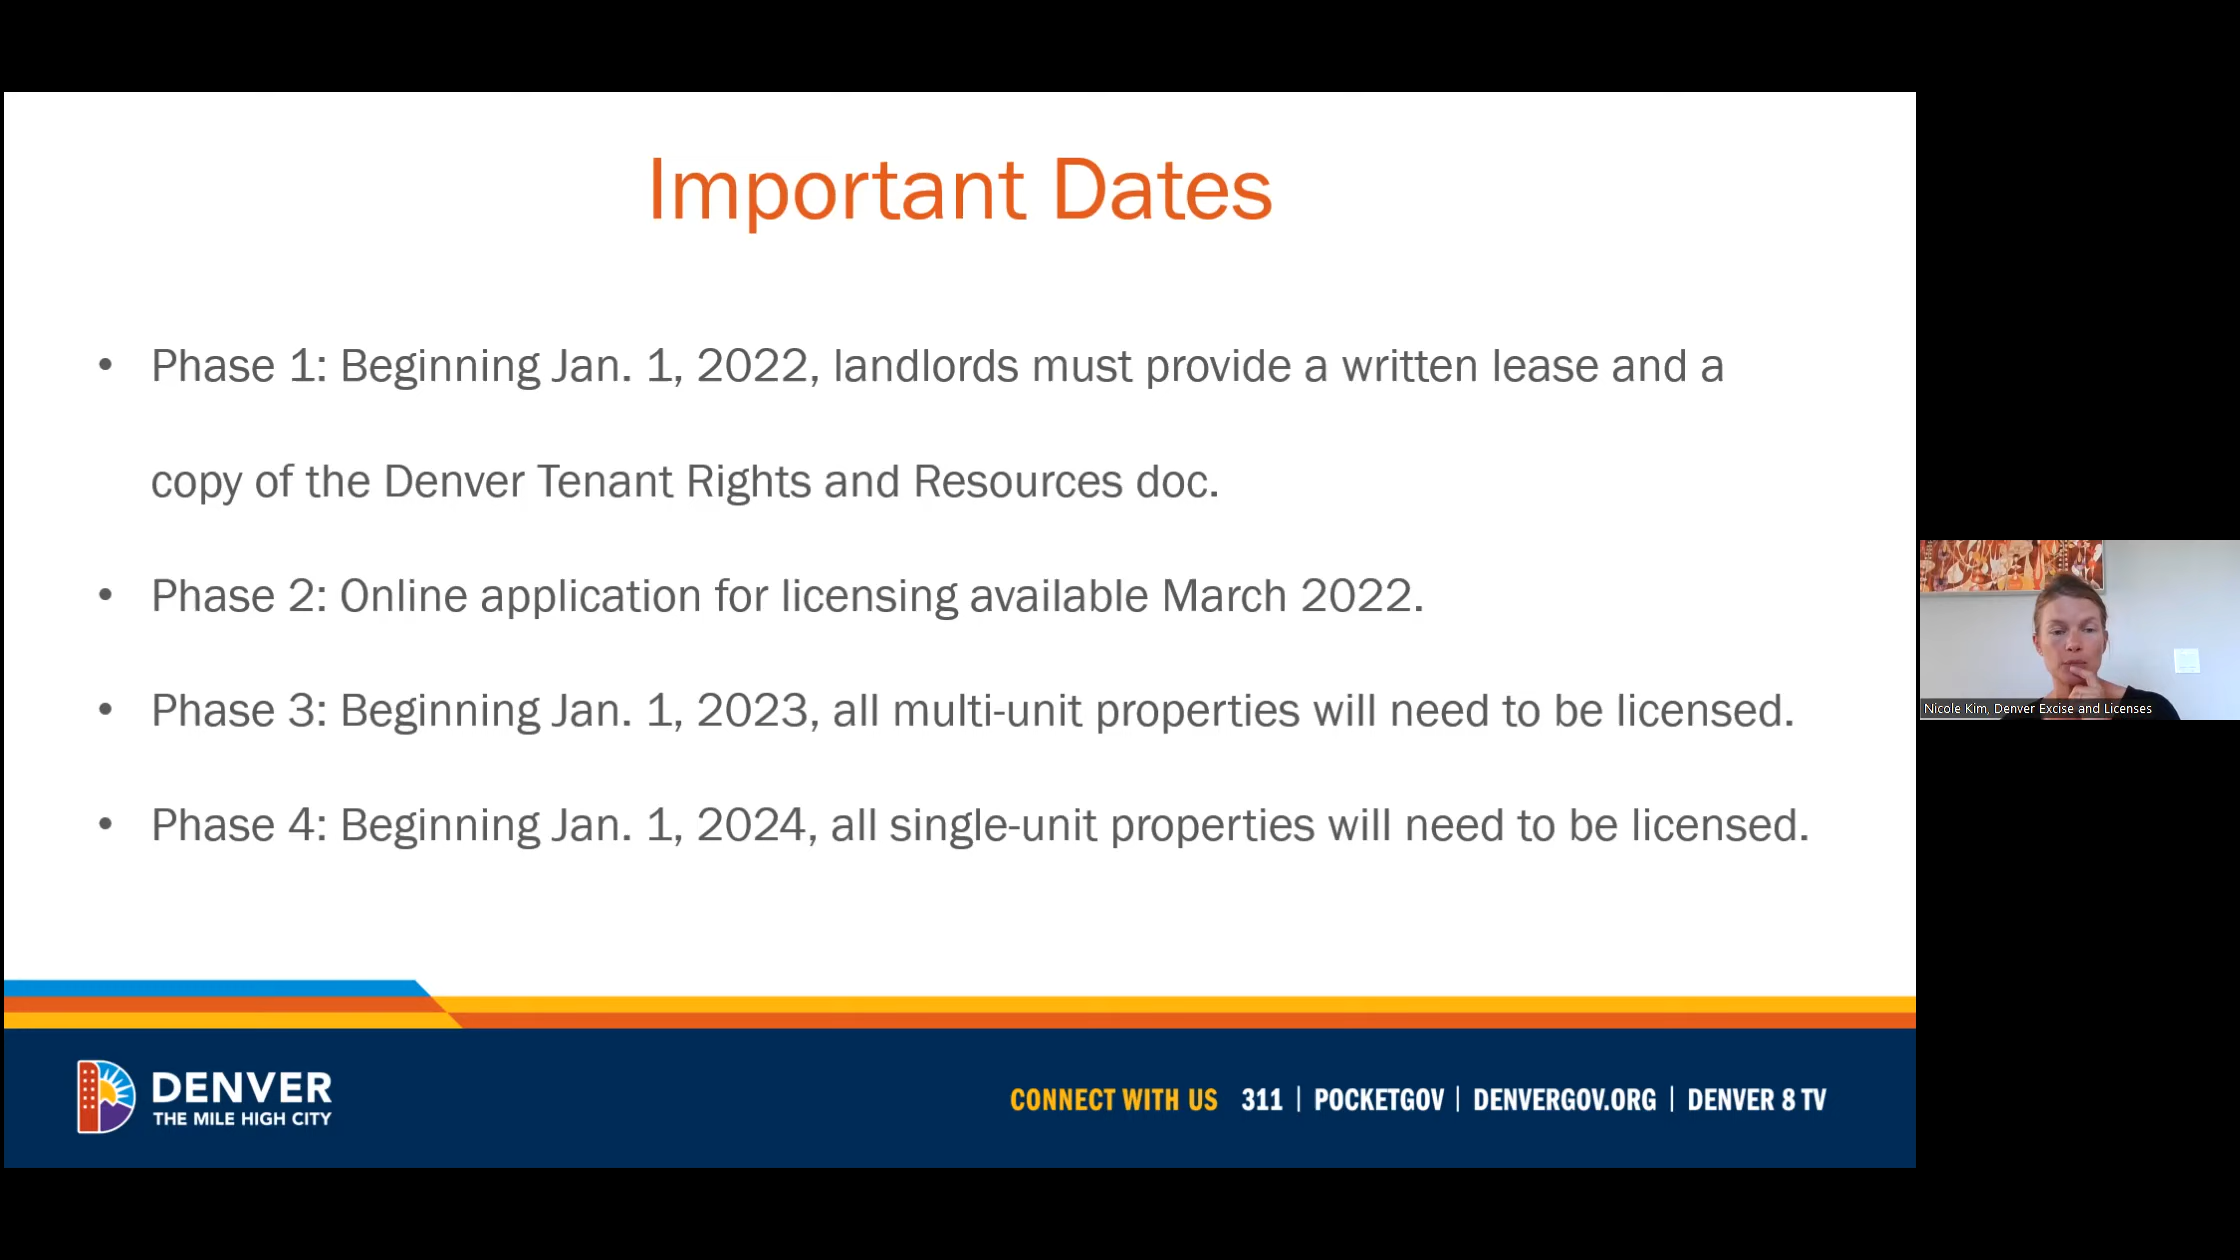 Important Dates
• Phase 1: Beginning Jan. 1, 2022, landlords must provide a written lease and a
copy of the Denver Tenant Rights and Resources doc.
• Phase 2: Online application for licensing available March 2022.
• Phase 3: Beginning Jan. 1, 2023, all multi-unit properties will need to be licensed.
• Phase 4: Beginning Jan. 1, 2024, all single-unit properties will need to be licensed.
Nicole Kim, Denver Excise and Licenses
DENVER
THE MILE HIGH CITY
CONNECT WITH US 311 | POCKETGOV | DENVERGOV.ORG | DENVER 8 TV